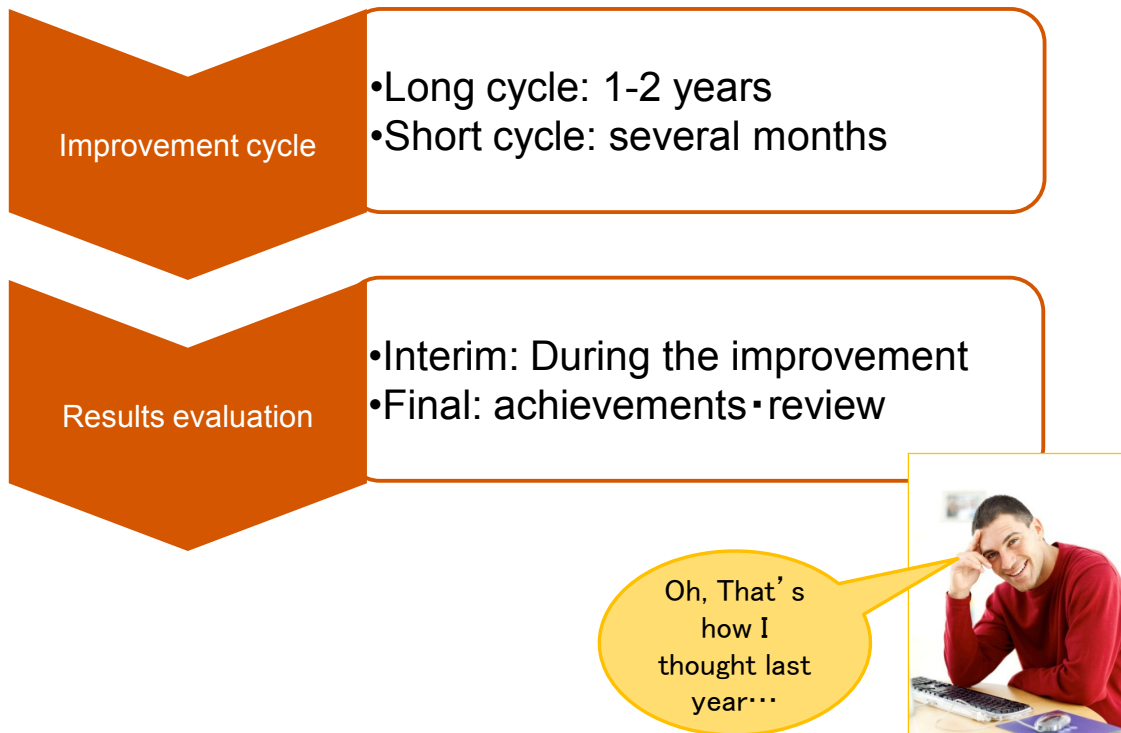 Improvement cycle
•Long cycle: 1-2 years
•Short cycle: several months
Results evaluation
•Interim: During the improvement
•Final: achievements･review
Oh, That’s
how I
thought last
year…